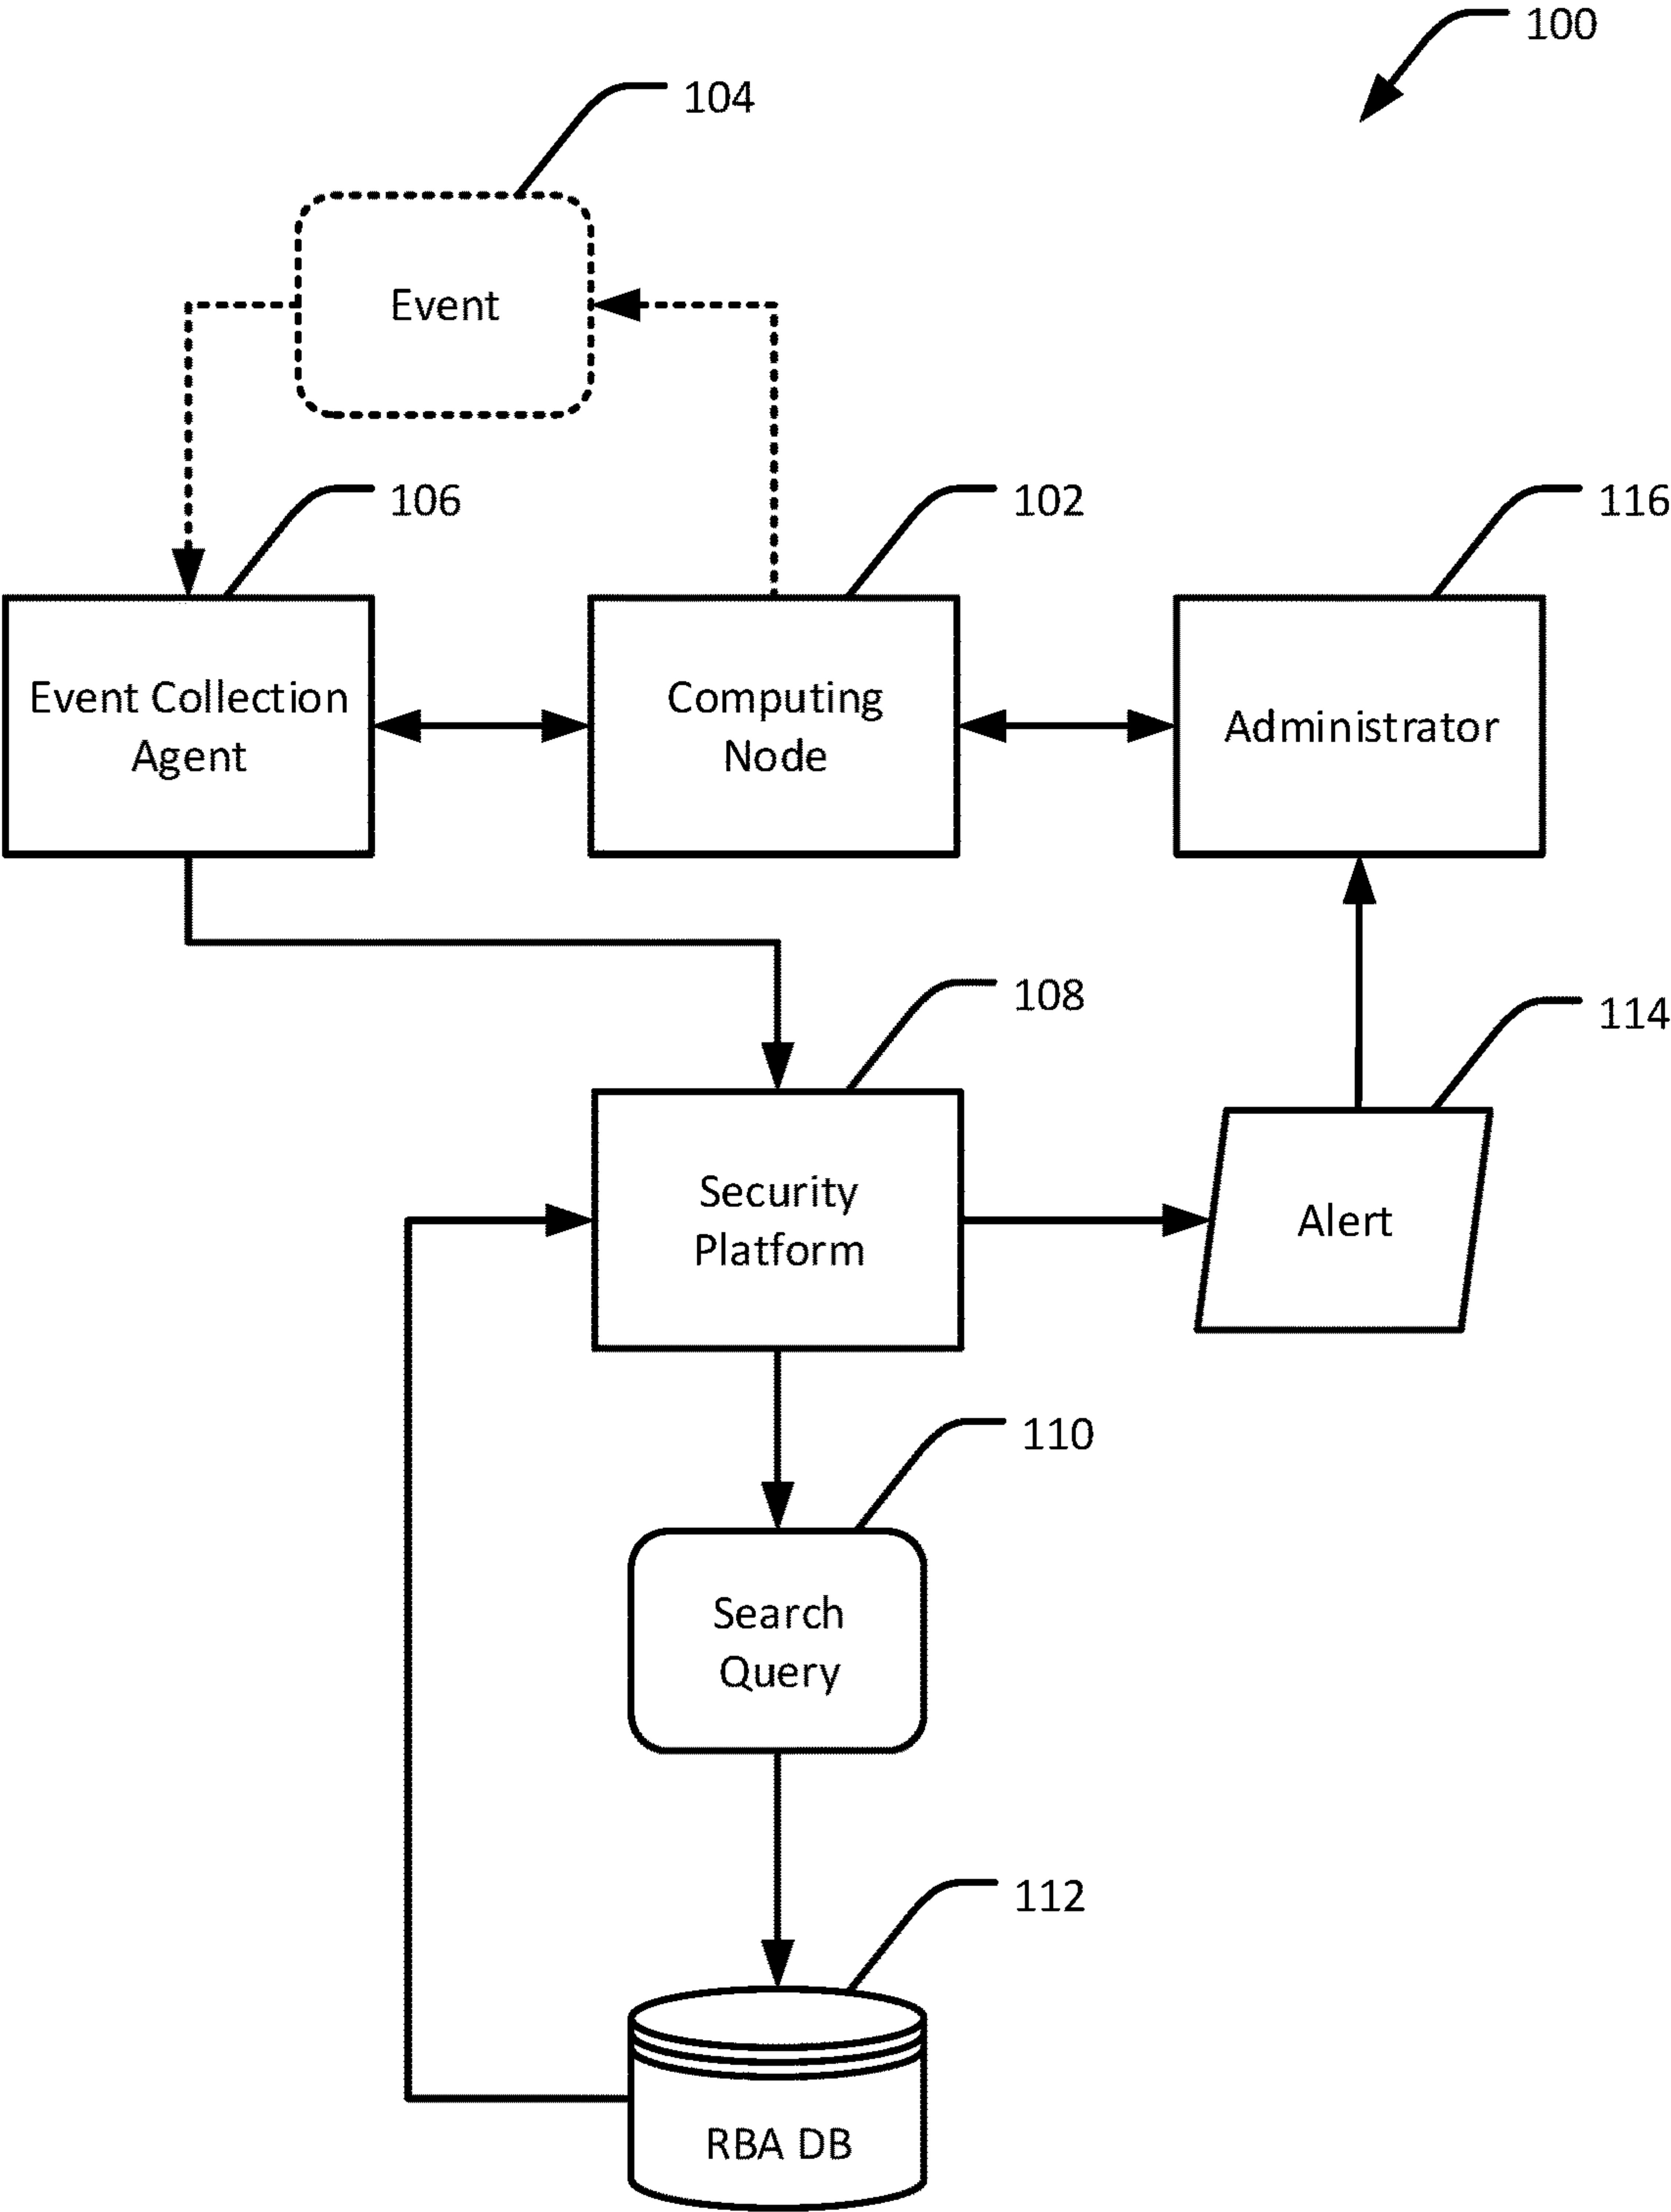 100
104
Event
106
102
116
Event Collection
Agent
Computing
Node
Administrator
108
114
Security
Platform
Alert
110
Search
Query
112
RBA DB